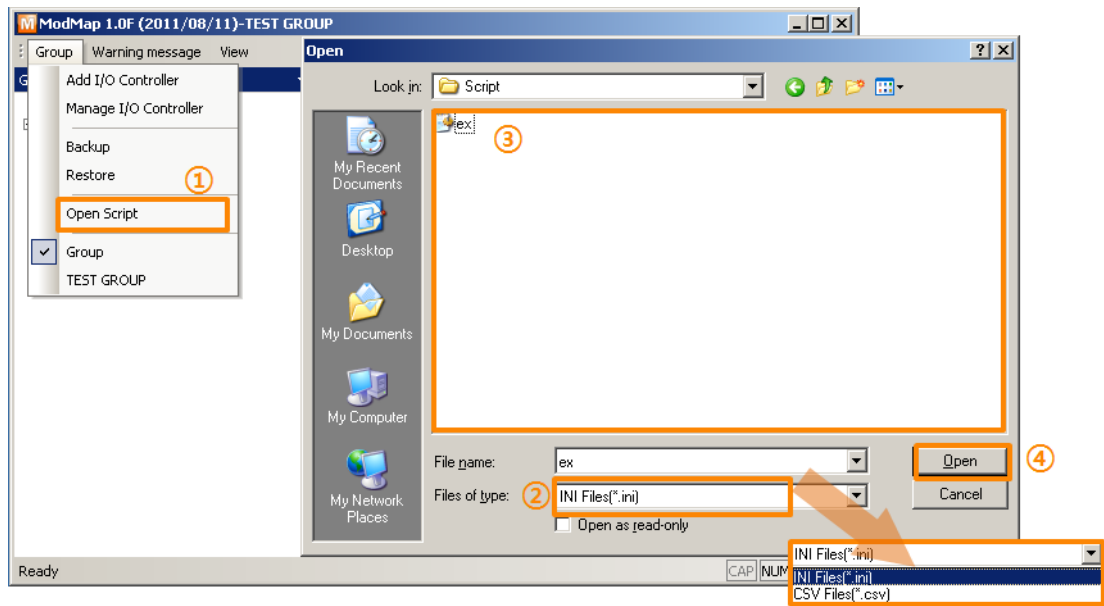 ModMap 1.0F (2011/08/11)-TEST GROUP
Group Warning message View
G
Add I/O Controller
Manage I/O Controller
Backup
Restore
①
Open Script
Group
TEST GROUP
Open
Look in: Script
ex
③
My Recent
Documents
Desktop
My Documents
My Computer
My Network
Places
File name: ex
Open
④
Files of type: ② INI Files(*.ini)
Cancel
Open as read-only
INI Files(*.ini)
INI Files(*.ini)
CSV Files(*.csv)
Ready
CAP NUM